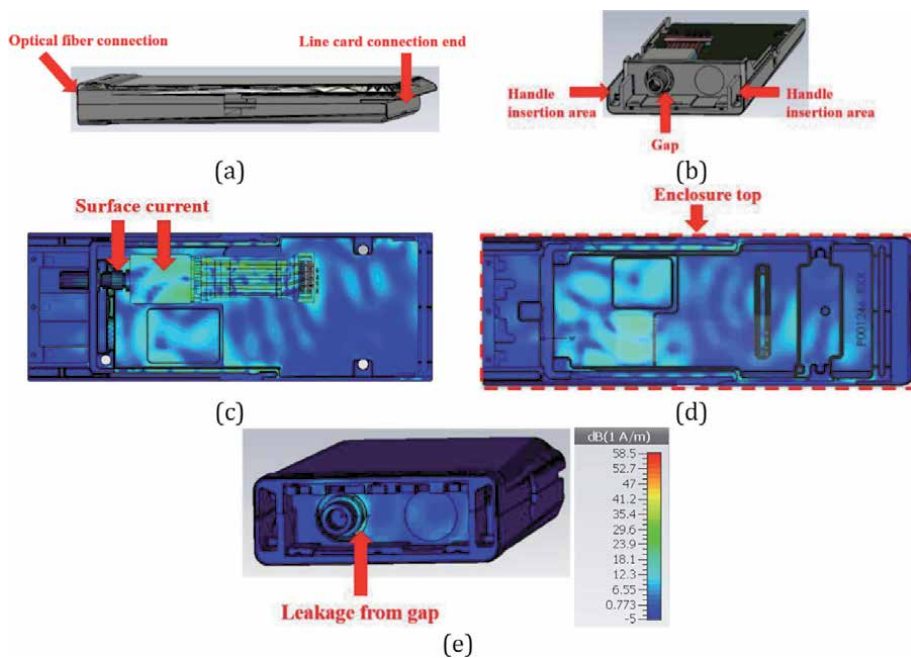 (a)
Optical fiber connection
Line card connection end
(b)
Handle
insertion area
Handle
insertion area
Gap
(c)
Surface current
(d)
Enclosure top
(e)
Leakage from gap
dB(1 A/m)
58.5
52.7
47
41.2
35.4
29.6
23.9
18.1
12.3
6.55
0.773
-5